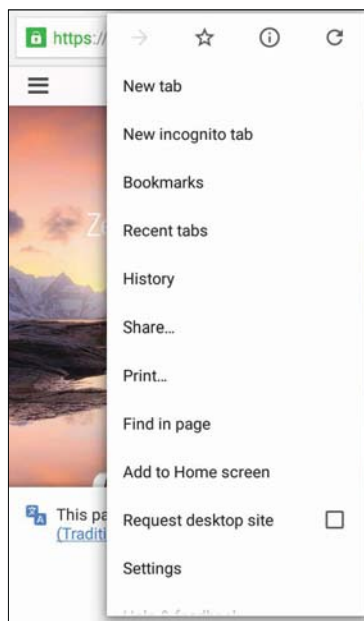 https://
New tab
New incognito tab
Bookmarks
Recent tabs
History
Share...
Print...
Find in page
Add to Home screen
Request desktop site
Settings
Ze
This pa
(Traditi